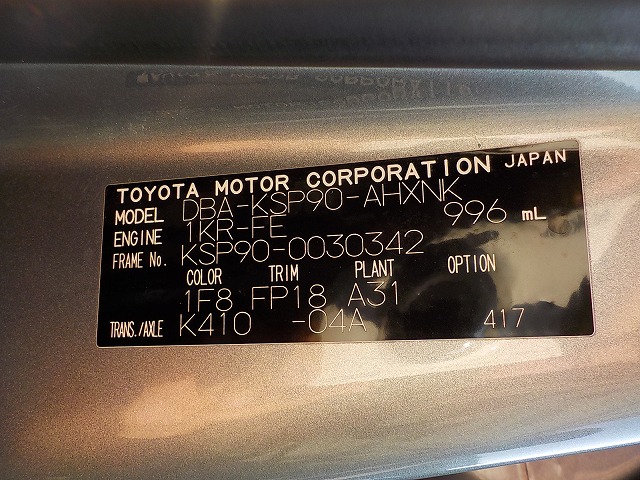 TOYOTA MOTOR CORPORATION JAPAN
MODEL DBA-KSP90-AHXNK
ENGINE 1KR-FE 996 mL
FRAME No. KSP90-0030342
COLOR TRIM PLANT OPTION
1F8 FP18 A31
TRANS./AXLE K410 -04A 417